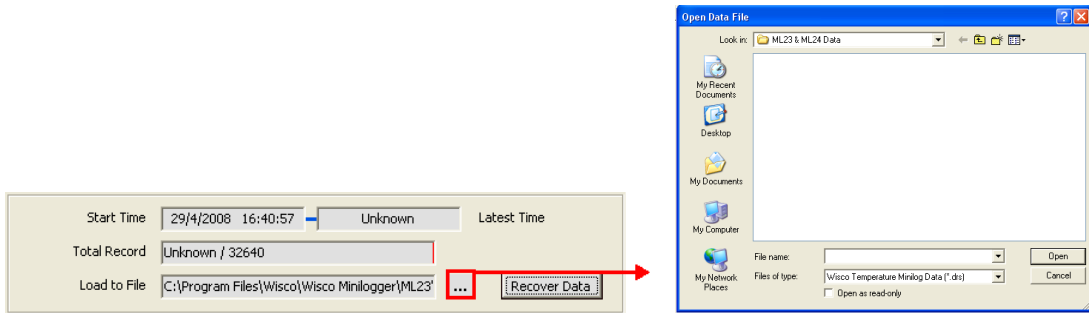 Start Time 29/4/2008 16:40:57 Unknown Latest Time
Total Record Unknown / 32640
Load to File C:\Program Files\Wisco\Wisco Minilogger\ML23' ... Recover Data
Open Data File
Look in: ML23 & ML24 Data
My Recent
Documents
Desktop
My Documents
My Computer
My Network
Places
File name: Open
Files of type: Wisco Temperature Minilog Data (*.drs) Cancel
Open as read-only